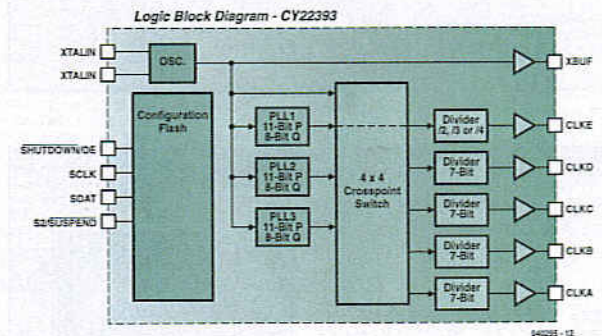 Logic Block Diagram - CY22393
XTALIN
XTALIN
OSC.
XBUF
Configuration
Flash
SHUTDOWN/OE
SCLK
SDAT
S2/SUSPEND
PLL1
11-Bit P
8-Bit Q
PLL2
11-Bit P
8-Bit Q
PLL3
11-Bit P
8-Bit Q
4 x 4
Crosspoint
Switch
Divider
/2, /3 or /4
CLKE
Divider
7-Bit
CLKD
Divider
7-Bit
CLKC
Divider
7-Bit
CLKB
Divider
7-Bit
CLKA
040295 - 12